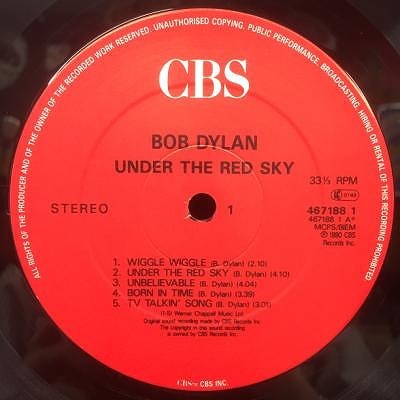 ALL RIGHTS OF THE PRODUCER AND OF THE OWNER OF THE RECORDED WORK RESERVED. UNAUTHORISED COPYING, PUBLIC PERFORMANCE, BROADCASTING, HIRING OR RENTAL OF THIS RECORDING PROHIBITED.
CBS
BOB DYLAN
UNDER THE RED SKY
33⅓ RPM
STEREO
1
467188 1
467188 1 A
MCPS/BIEM
℗ 1990 CBS
Records Inc.
1. WIGGLE WIGGLE (B. Dylan) (2.10)
2. UNDER THE RED SKY (B. Dylan) (4.10)
3. UNBELIEVABLE (B. Dylan) (4.04)
4. BORN IN TIME (B. Dylan) (3.39)
5. TV TALKIN' SONG (B. Dylan) (3.01)
(1-5) Warner Chappell Music Ltd
Original sound recording made by CBS Records Inc.
The Copyright in this sound recording
is owned by CBS Records Inc.
CBS is CBS INC.